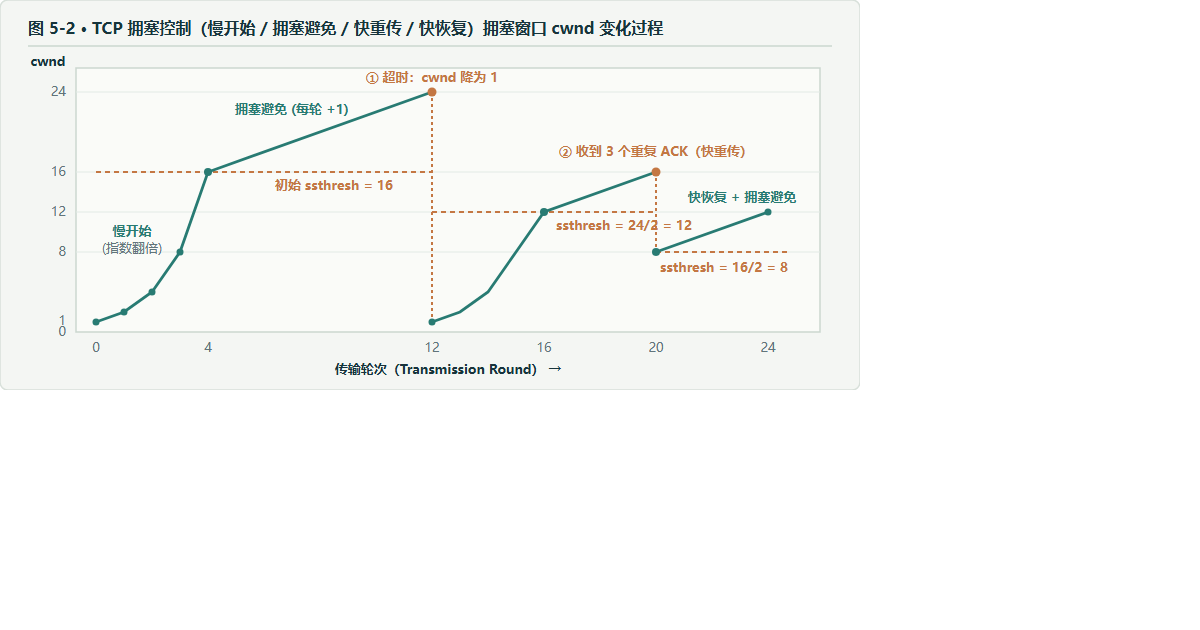 图 5-2 • TCP 拥塞控制（慢开始 / 拥塞避免 / 快重传 / 快恢复）拥塞窗口 cwnd 变化过程
cwnd
① 超时：cwnd 降为 1
24
拥塞避免 (每轮 +1)
② 收到 3 个重复 ACK（快重传）
16
初始 ssthresh = 16
快恢复 + 拥塞避免
12
ssthresh = 24/2 = 12
慢开始
(指数翻倍)
8
ssthresh = 16/2 = 8
1
0
0 4 12 16 20 24
传输轮次（Transmission Round） →